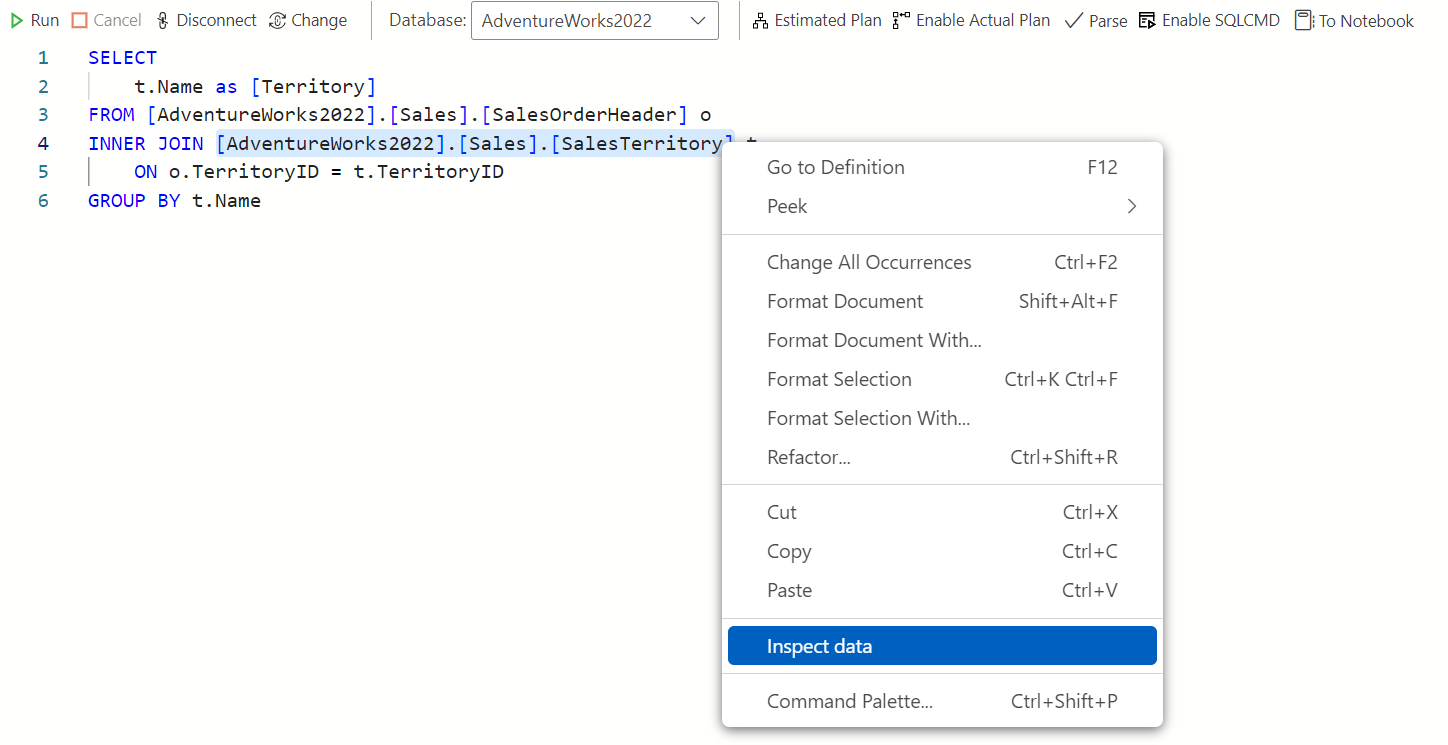 Run Cancel Disconnect Change Database: AdventureWorks2022 Estimated Plan Enable Actual Plan Parse Enable SQLCMD To Notebook
1 SELECT
2 t.Name as [Territory]
3 FROM [AdventureWorks2022].[Sales].[SalesOrderHeader] o
4 INNER JOIN [AdventureWorks2022].[Sales].[SalesTerritory] t
5 ON o.TerritoryID = t.TerritoryID
6 GROUP BY t.Name
Go to Definition F12
Peek
Change All Occurrences Ctrl+F2
Format Document Shift+Alt+F
Format Document With...
Format Selection Ctrl+K Ctrl+F
Format Selection With...
Refactor... Ctrl+Shift+R
Cut Ctrl+X
Copy Ctrl+C
Paste Ctrl+V
Inspect data
Command Palette... Ctrl+Shift+P